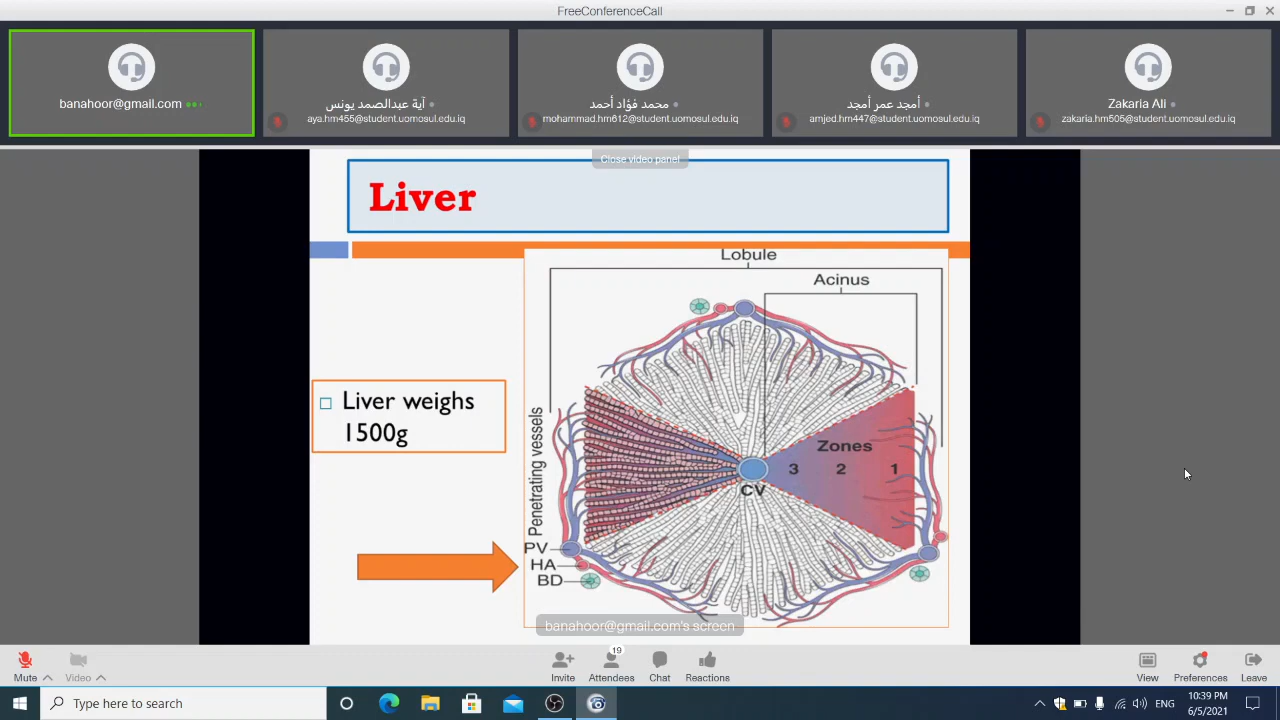 FreeConferenceCall
banahoor@gmail.com
آية عبدالصمد يونس
aya.hm455@student.uomosul.edu.iq
محمد فؤاد أحمد
mohammad.hm612@student.uomosul.edu.iq
أمجد عمر أمجد
amjed.hm447@student.uomosul.edu.iq
Zakaria Ali
zakaria.hm505@student.uomosul.edu.iq
Close video panel
Liver
Lobule
Acinus
Liver weighs
1500g
Penetrating vessels
Zones
3 2 1
CV
PV
HA
BD
banahoor@gmail.com's screen
19
Mute
Video
Invite
Attendees
Chat
Reactions
View
Preferences
Leave
Type here to search
ENG
10:39 PM
6/5/2021